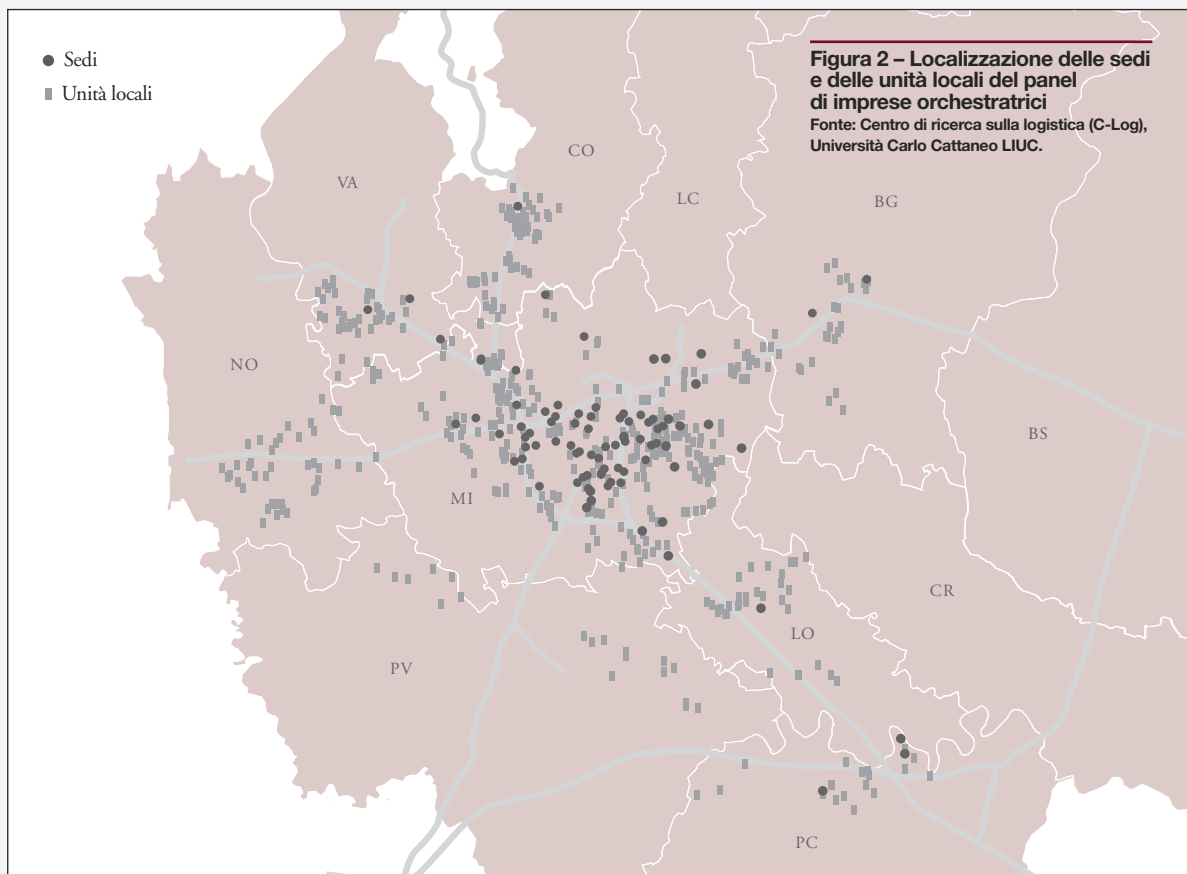 Sedi
Unità locali
Figura 2 – Localizzazione delle sedi
e delle unità locali del panel
di imprese orchestratrici
Fonte: Centro di ricerca sulla logistica (C-Log),
Università Carlo Cattaneo LIUC.
CO
VA
LC
BG
NO
BS
MI
CR
LO
PV
PC